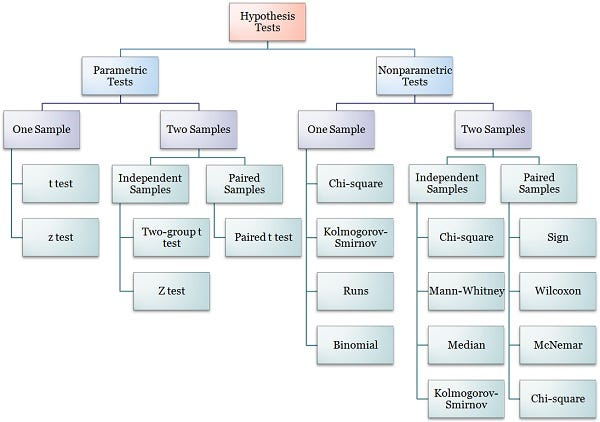 Hypothesis
Tests
Parametric
Tests
Nonparametric
Tests
One Sample
Two Samples
One Sample
Two Samples
t test
z test
Independent
Samples
Paired
Samples
Two-group t
test
Paired t test
Z test
Chi-square
Kolmogorov-
Smirnov
Runs
Binomial
Independent
Samples
Paired
Samples
Chi-square
Mann-Whitney
Median
Kolmogorov-
Smirnov
Sign
Wilcoxon
McNemar
Chi-square